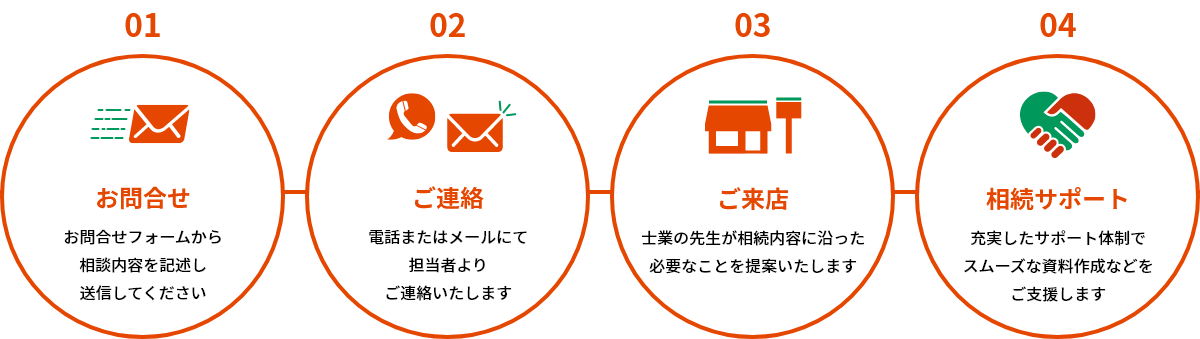 01
お問合せ
お問合せフォームから
相談内容を記述し
送信してください
02
ご連絡
電話またはメールにて
担当者より
ご連絡いたします
03
ご来店
士業の先生が相続内容に沿った
必要なことを提案いたします
04
相続サポート
充実したサポート体制で
スムーズな資料作成などを
ご支援します